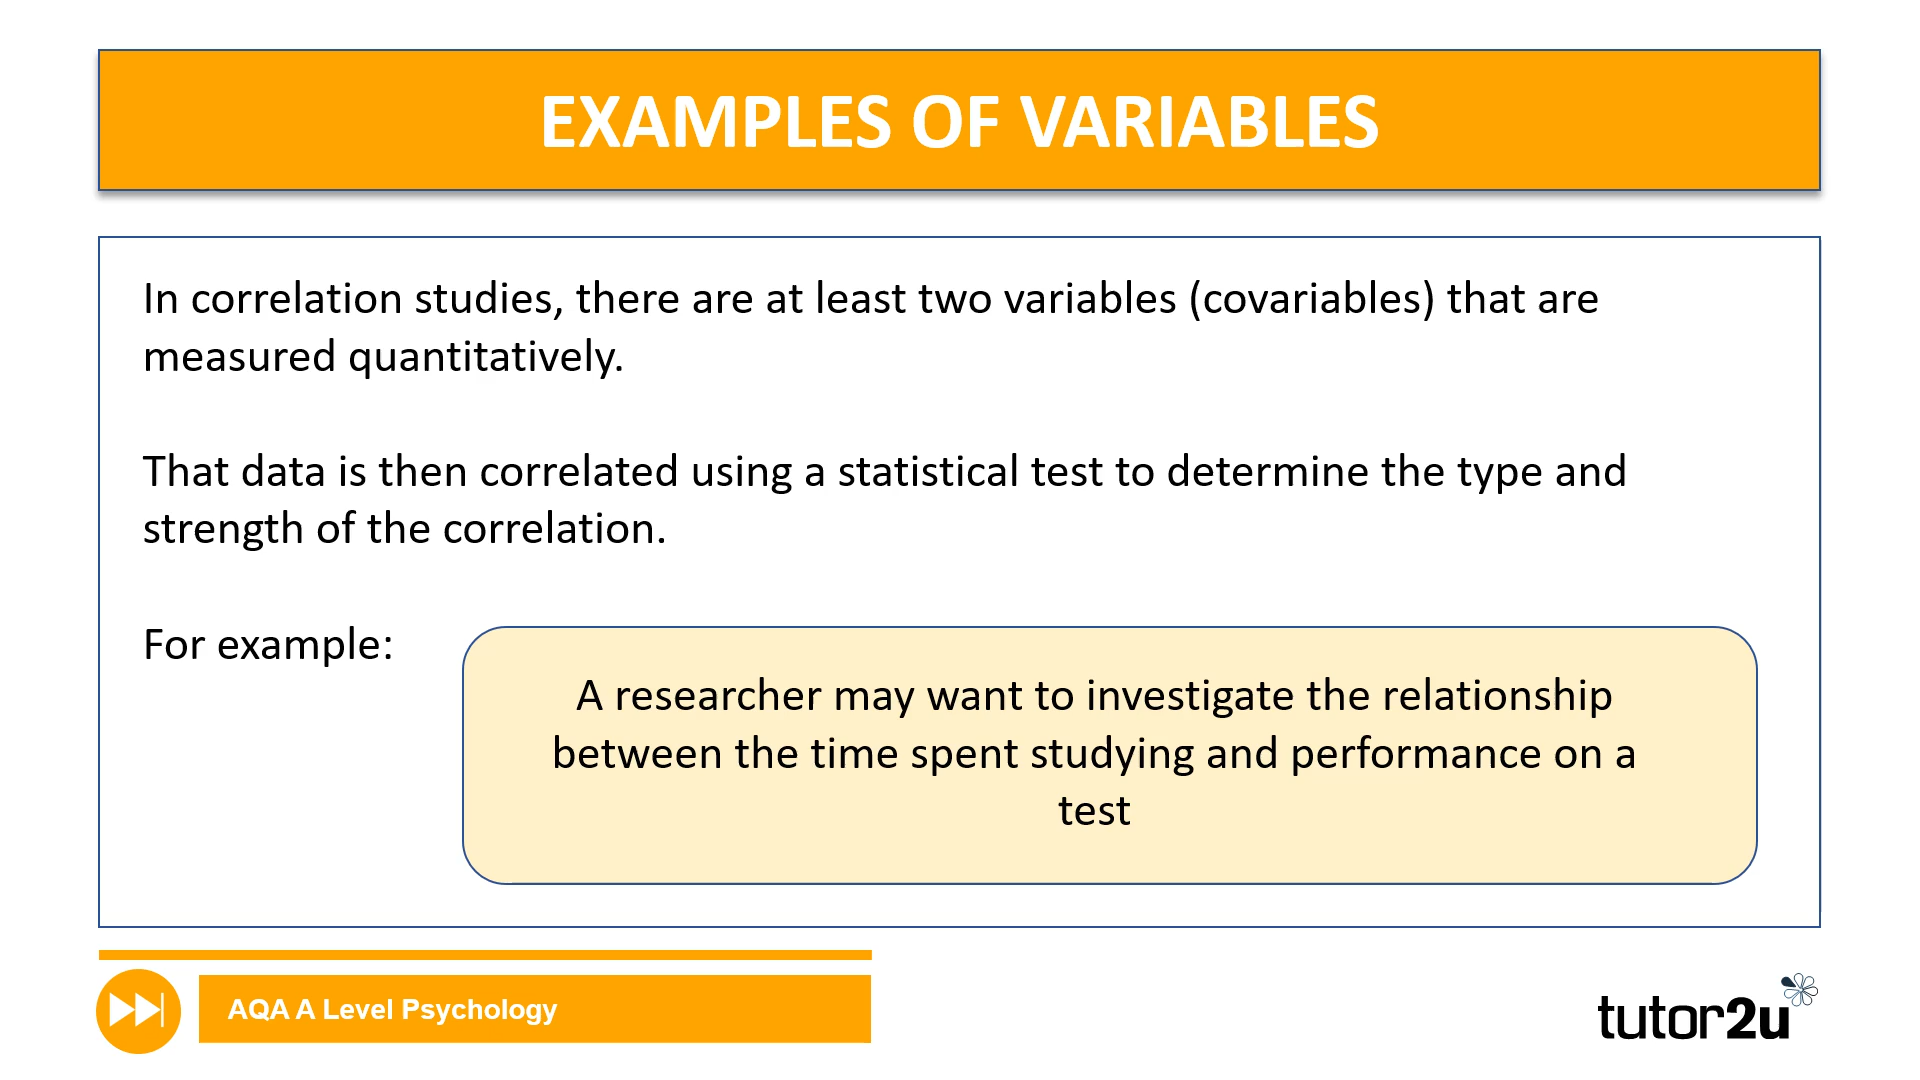 EXAMPLES OF VARIABLES
In correlation studies, there are at least two variables (covariables) that are
measured quantitatively.
That data is then correlated using a statistical test to determine the type and
strength of the correlation.
For example:
A researcher may want to investigate the relationship
between the time spent studying and performance on a
test
AQA A Level Psychology
tutor2u